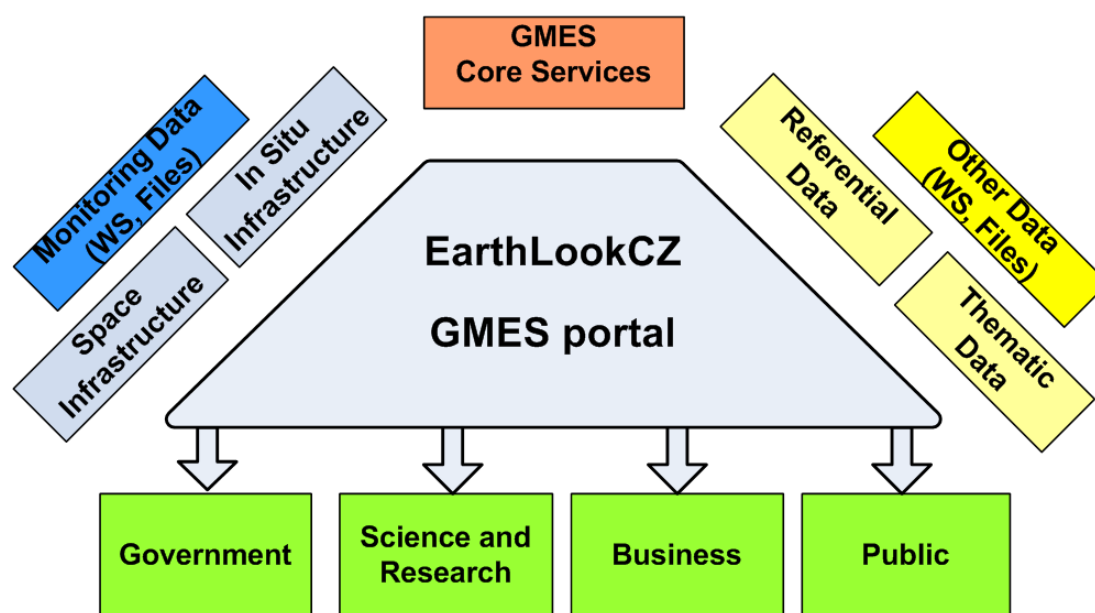 GMES
Core Services
Monitoring Data
(WS, Files)
In Situ
Infrastructure
Space
Infrastructure
Referential
Data
Other Data
(WS, Files)
Thematic
Data
EarthLookCZ
GMES portal
Government
Science and
Research
Business
Public